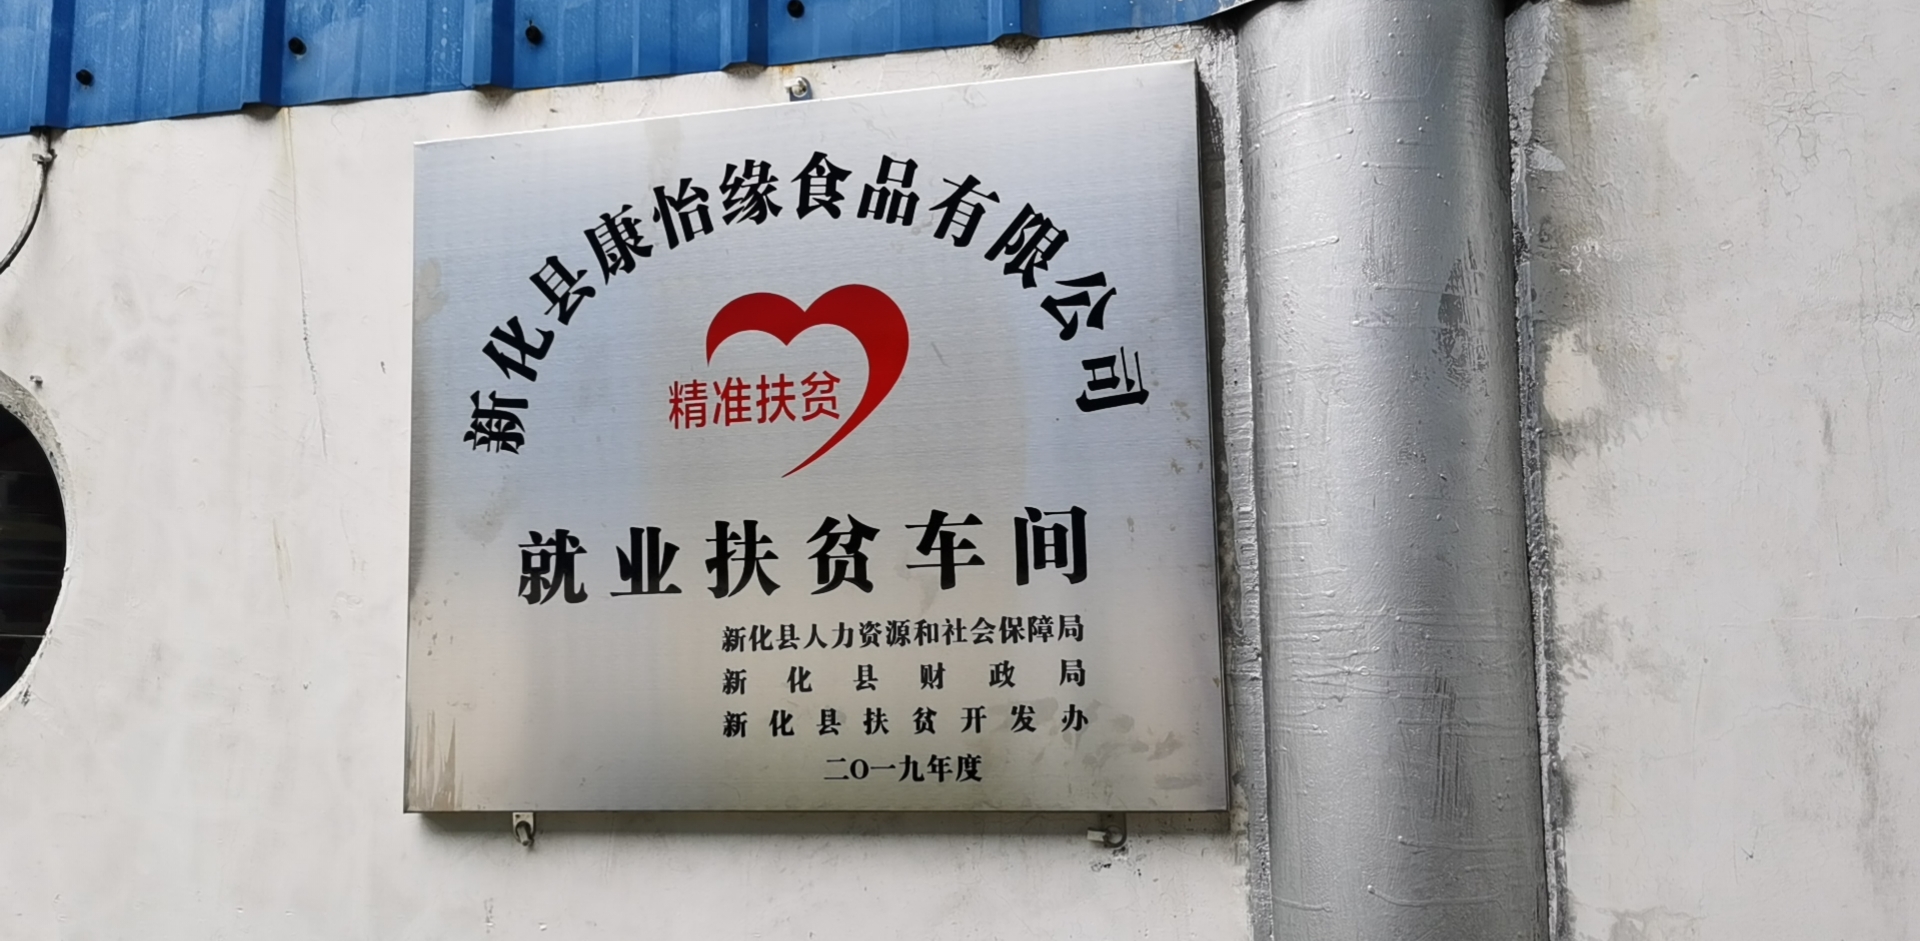 新化县康怡缘食品有限公司
精准扶贫
就业扶贫车间
新化县人力资源和社会保障局
新化县财政局
新化县扶贫开发办
二O一九年度